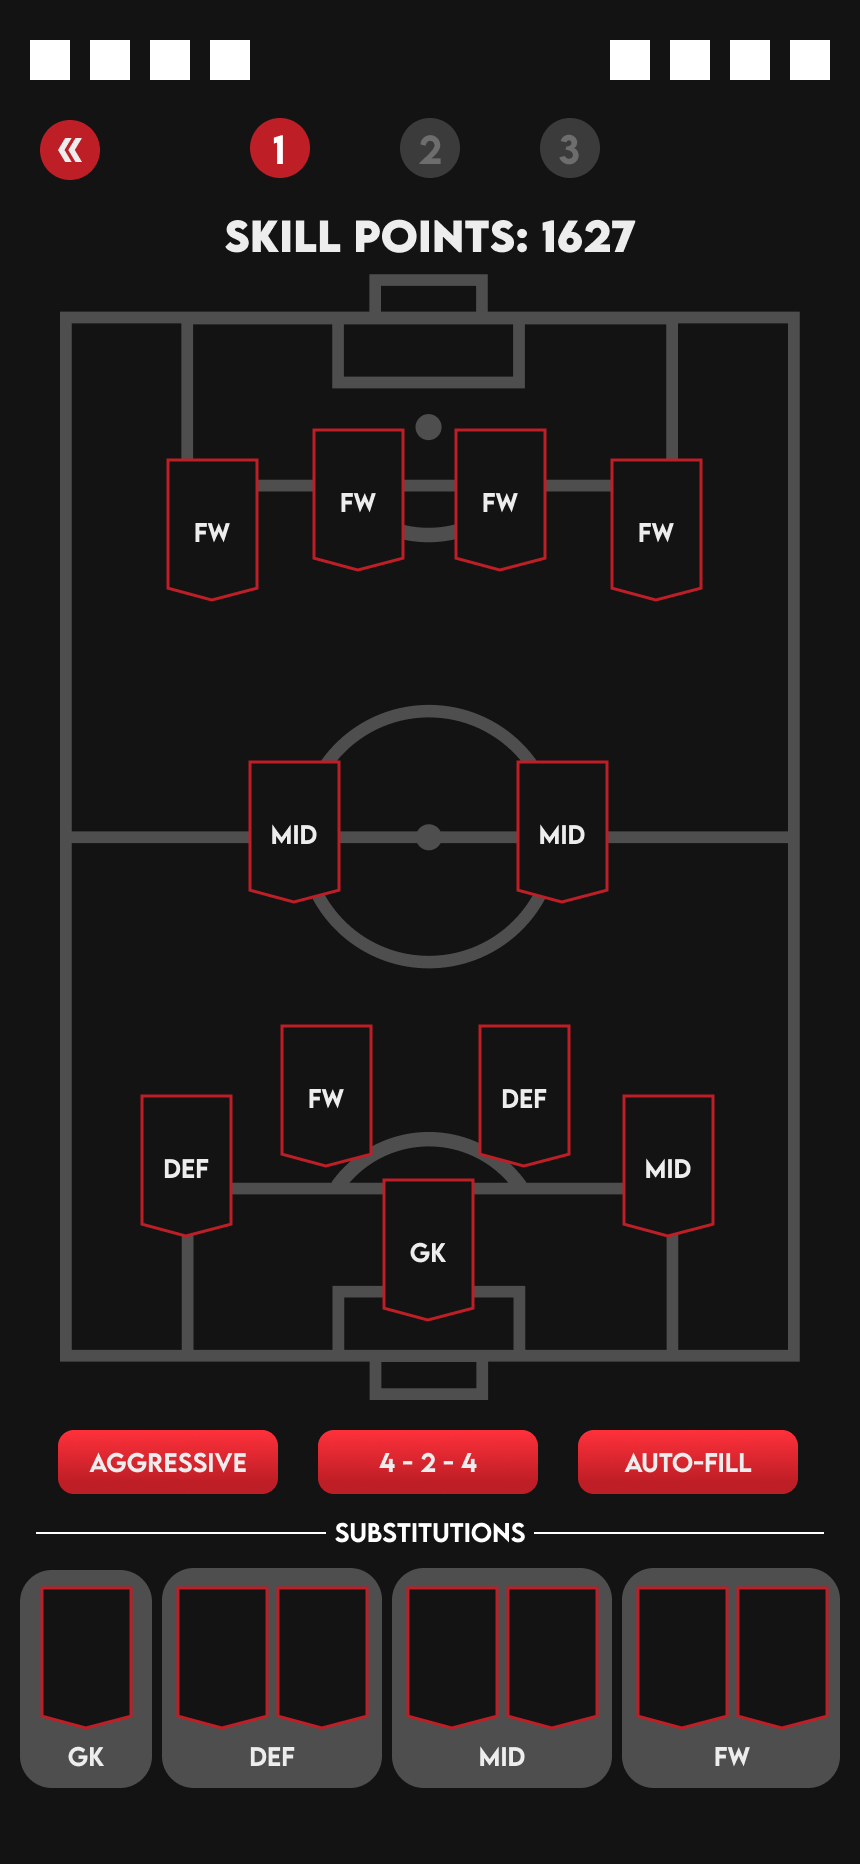 «
1 2 3
SKILL POINTS: 1627
FW FW FW FW
MID MID
FW DEF
DEF MID
GK
AGGRESSIVE 4 - 2 - 4 AUTO-FILL
SUBSTITUTIONS
GK DEF MID FW